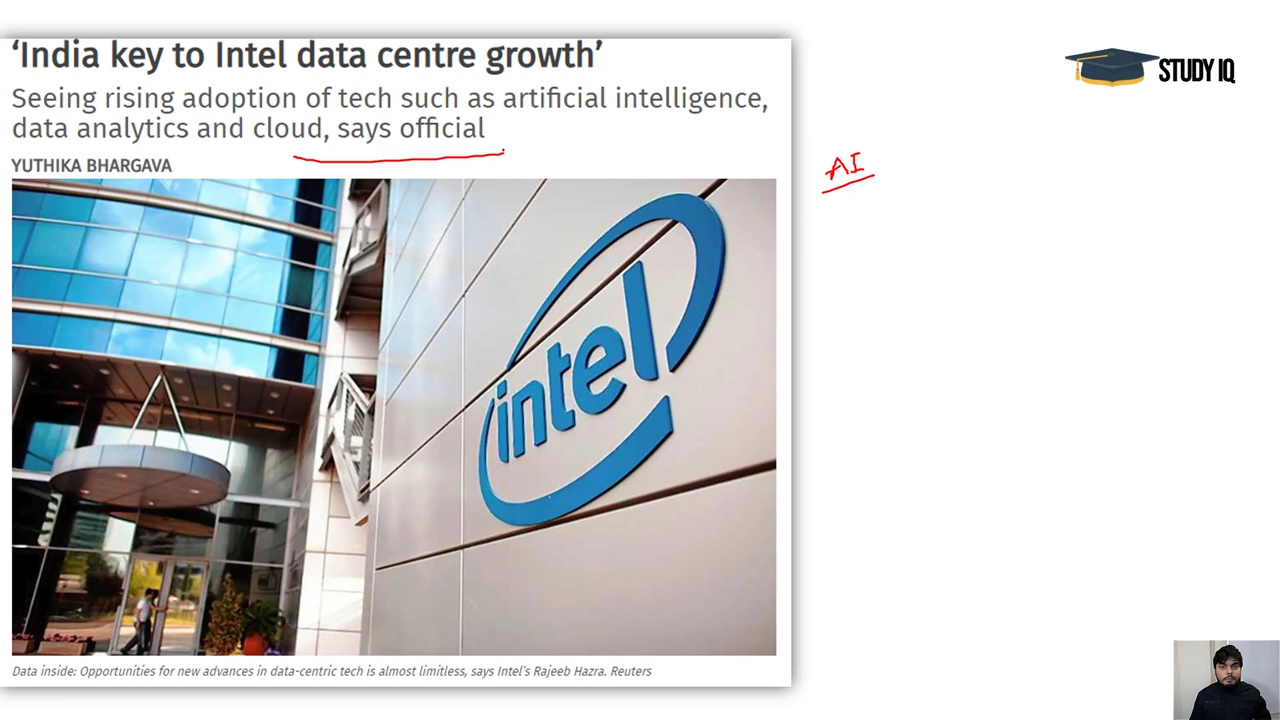 ‘India key to Intel data centre growth’
Seeing rising adoption of tech such as artificial intelligence,
data analytics and cloud, says official
YUTHIKA BHARGAVA
intel
Data inside: Opportunities for new advances in data-centric tech is almost limitless, says Intel’s Rajeeb Hazra. Reuters
STUDY IQ
AI